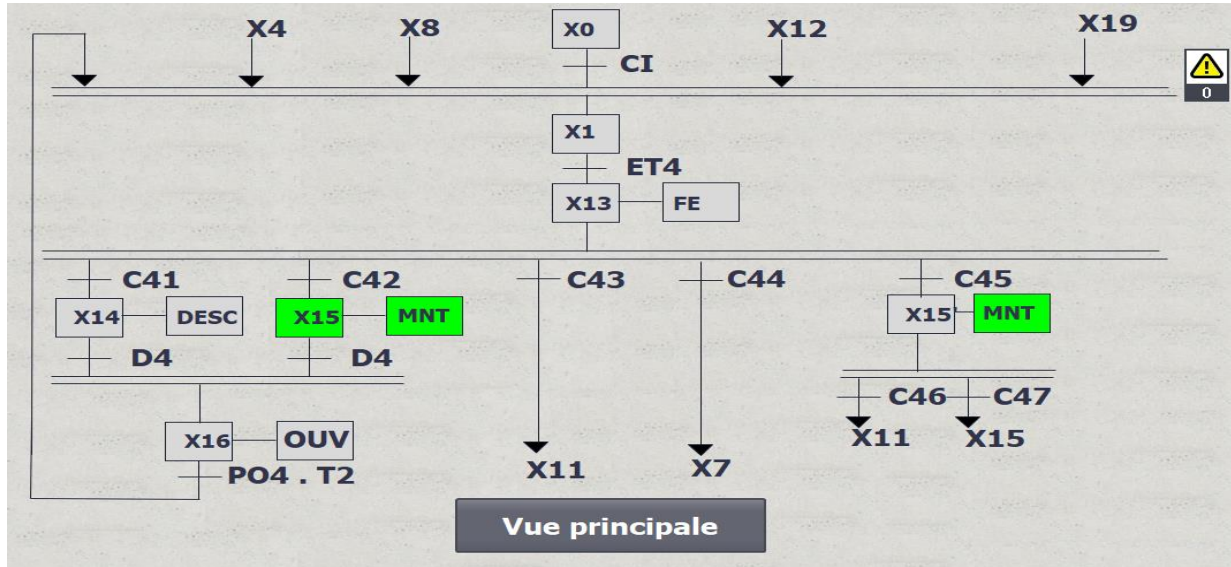 X4
X8
X0
X12
X19
CI
0
X1
ET4
X13
FE
C41
C42
C43
C44
C45
X14
DESC
X15
MNT
X15'
MNT
D4
D4
C46
C47
X16
OUV
X11
X15
PO4 . T2
X11
X7
Vue principale